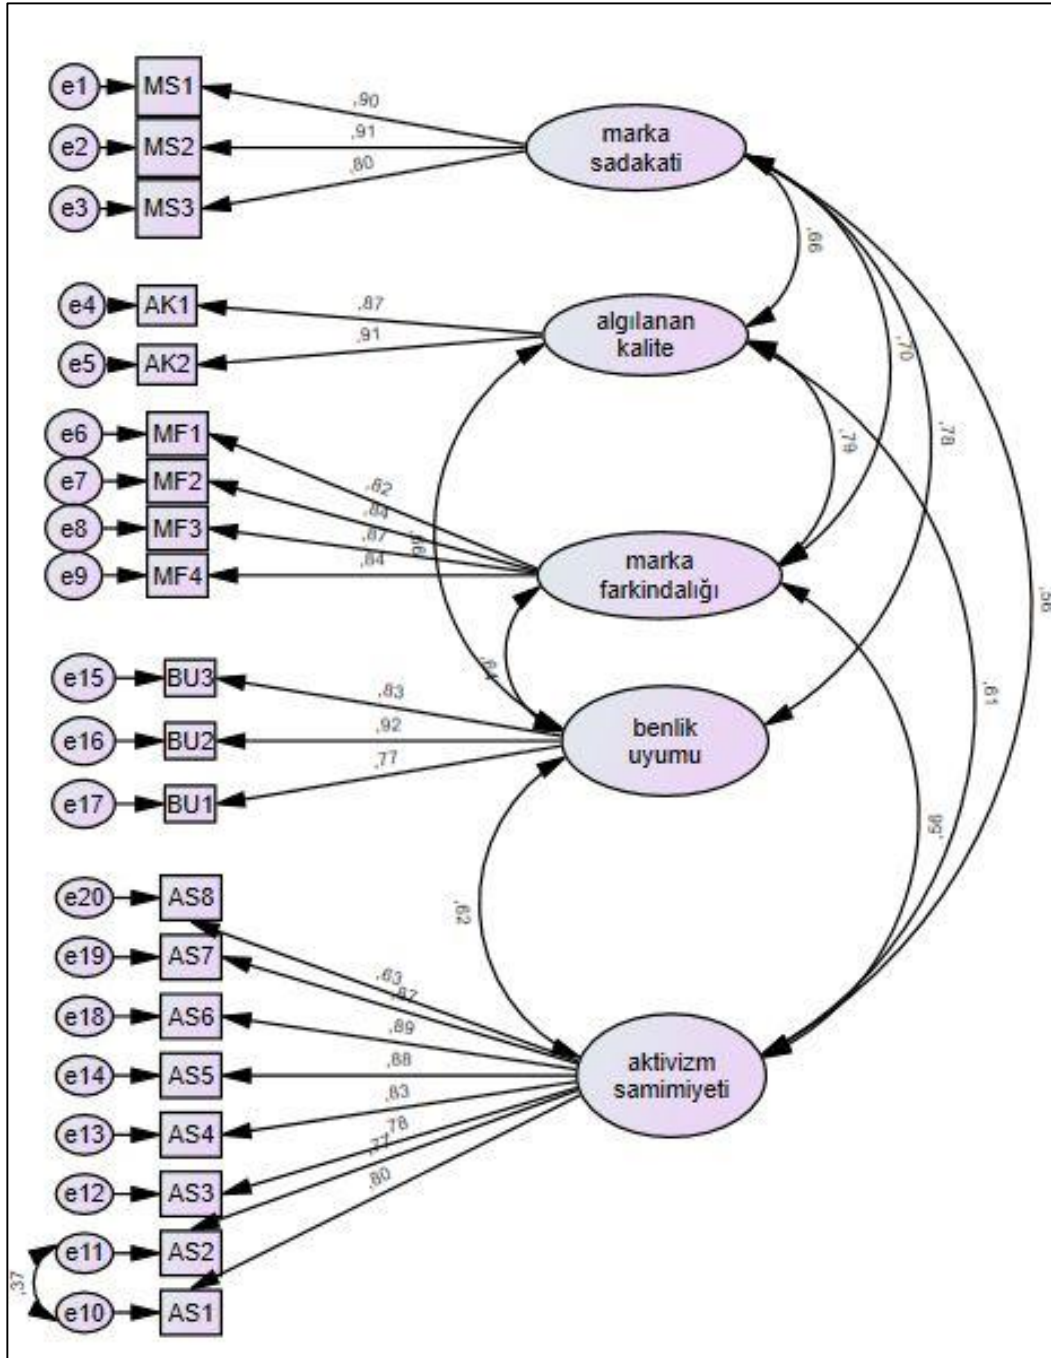 e1 MS1 ,90
e2 MS2 ,91
e3 MS3 ,80
marka
sadakati
,66
e4 AK1 ,87
e5 AK2 ,91
algılanan
kalite
,70
,78
,79
e6 MF1 ,82
e7 MF2 ,84
e8 MF3 ,87
e9 MF4 ,84
marka
farkindalığı
,56
,64
,61
e15 BU3 ,83
e16 BU2 ,92
e17 BU1 ,77
benlik
uyumu
,62
e20 AS8 ,63
e19 AS7 ,87
e18 AS6 ,89
e14 AS5 ,88
e13 AS4 ,83
e12 AS3 ,78
e11 AS2 ,77
e10 AS1 ,80
aktivizm
samimiyeti
,37